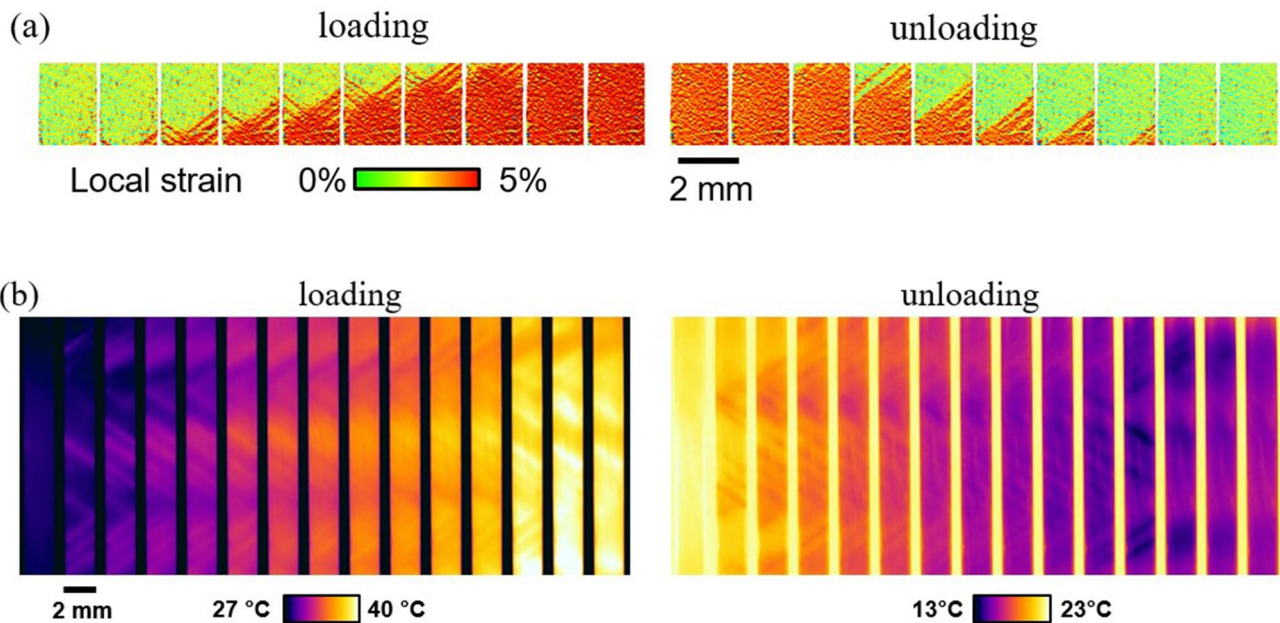 (a)
loading
unloading
Local strain 0% 5%
2 mm
(b)
loading
unloading
2 mm
27 °C 40 °C
13°C 23°C